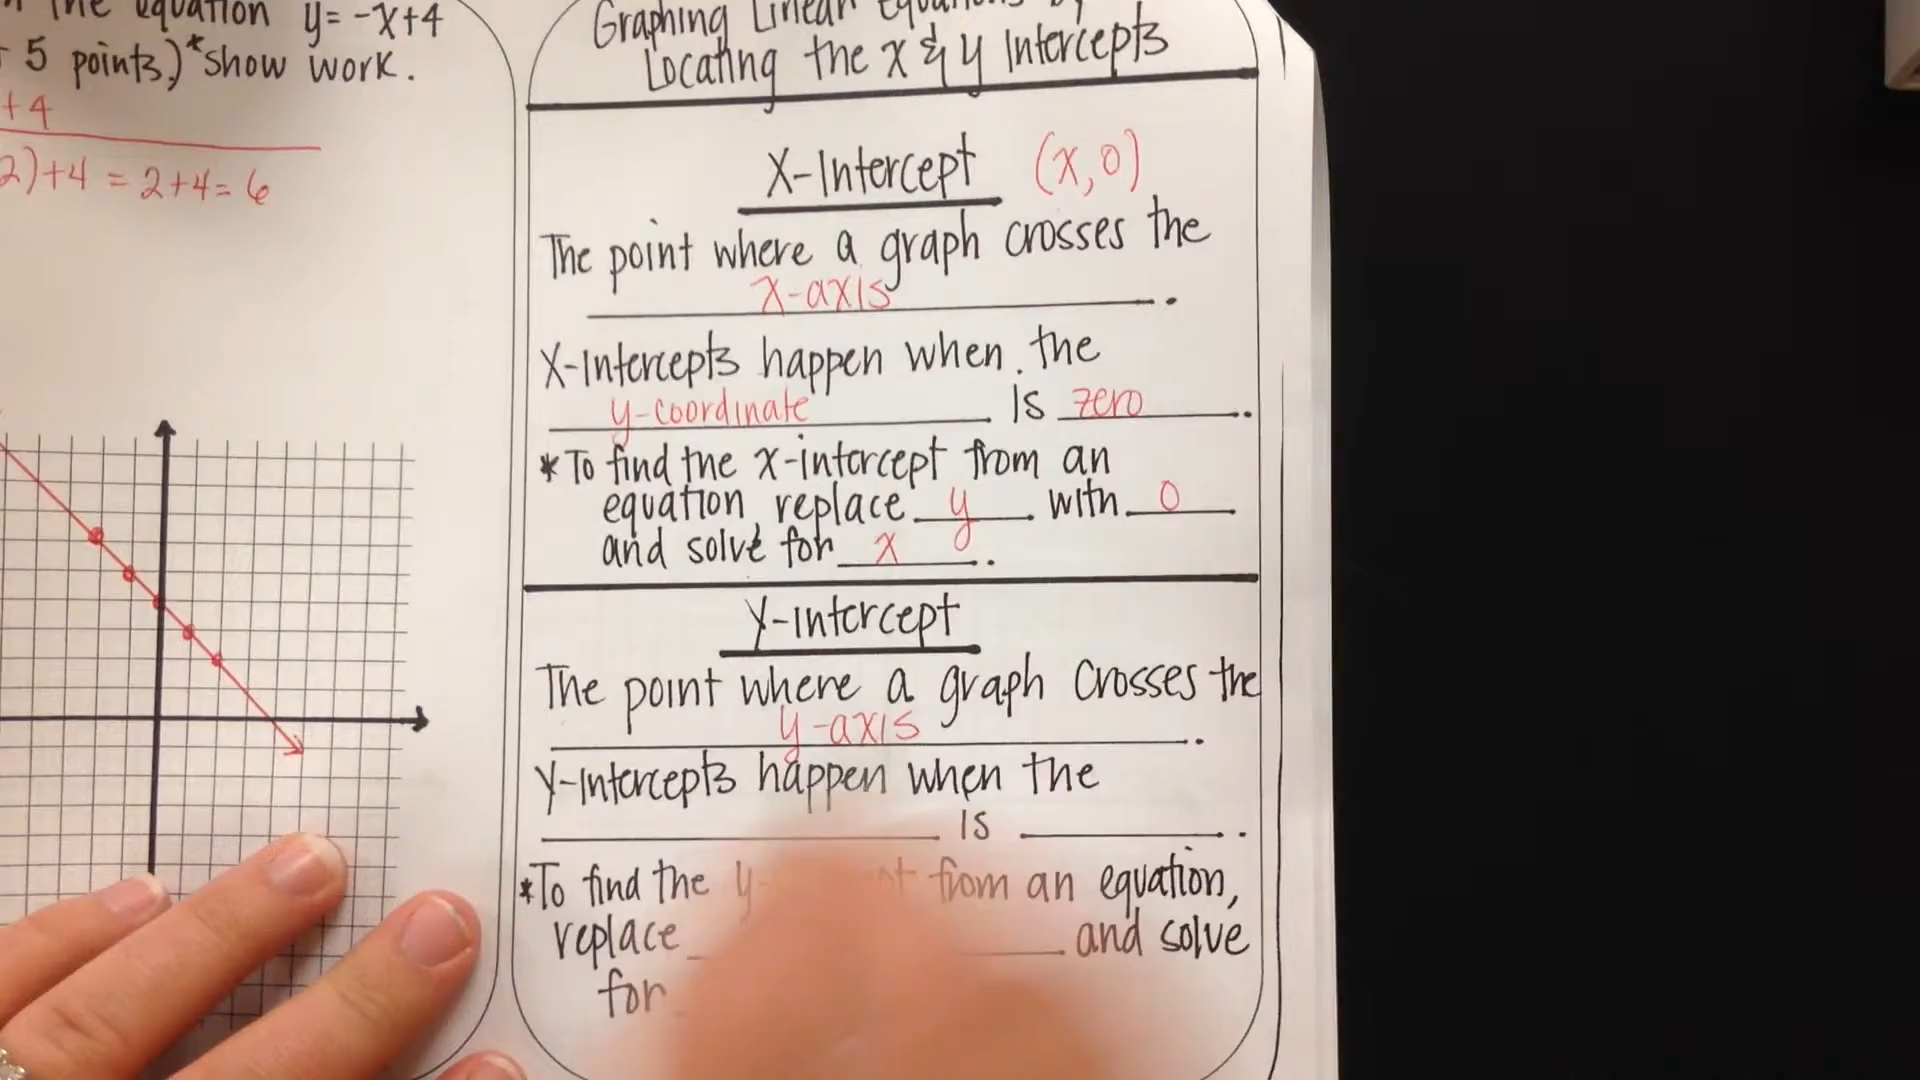 the equation y=-x+4
5 points.) *show work.
+4
2)+4 = 2+4= 6
Graphing Linear Equations by
Locating the x & y Intercepts
X-Intercept (x,0)
The point where a graph crosses the
x-axis.
X-Intercepts happen when the
y-coordinate is zero.
*To find the x-intercept from an
equation, replace y with 0
and solve for x.
Y-intercept
The point where a graph crosses the
y-axis.
Y-Intercepts happen when the
is .
*To find the from an equation,
replace and solve
for